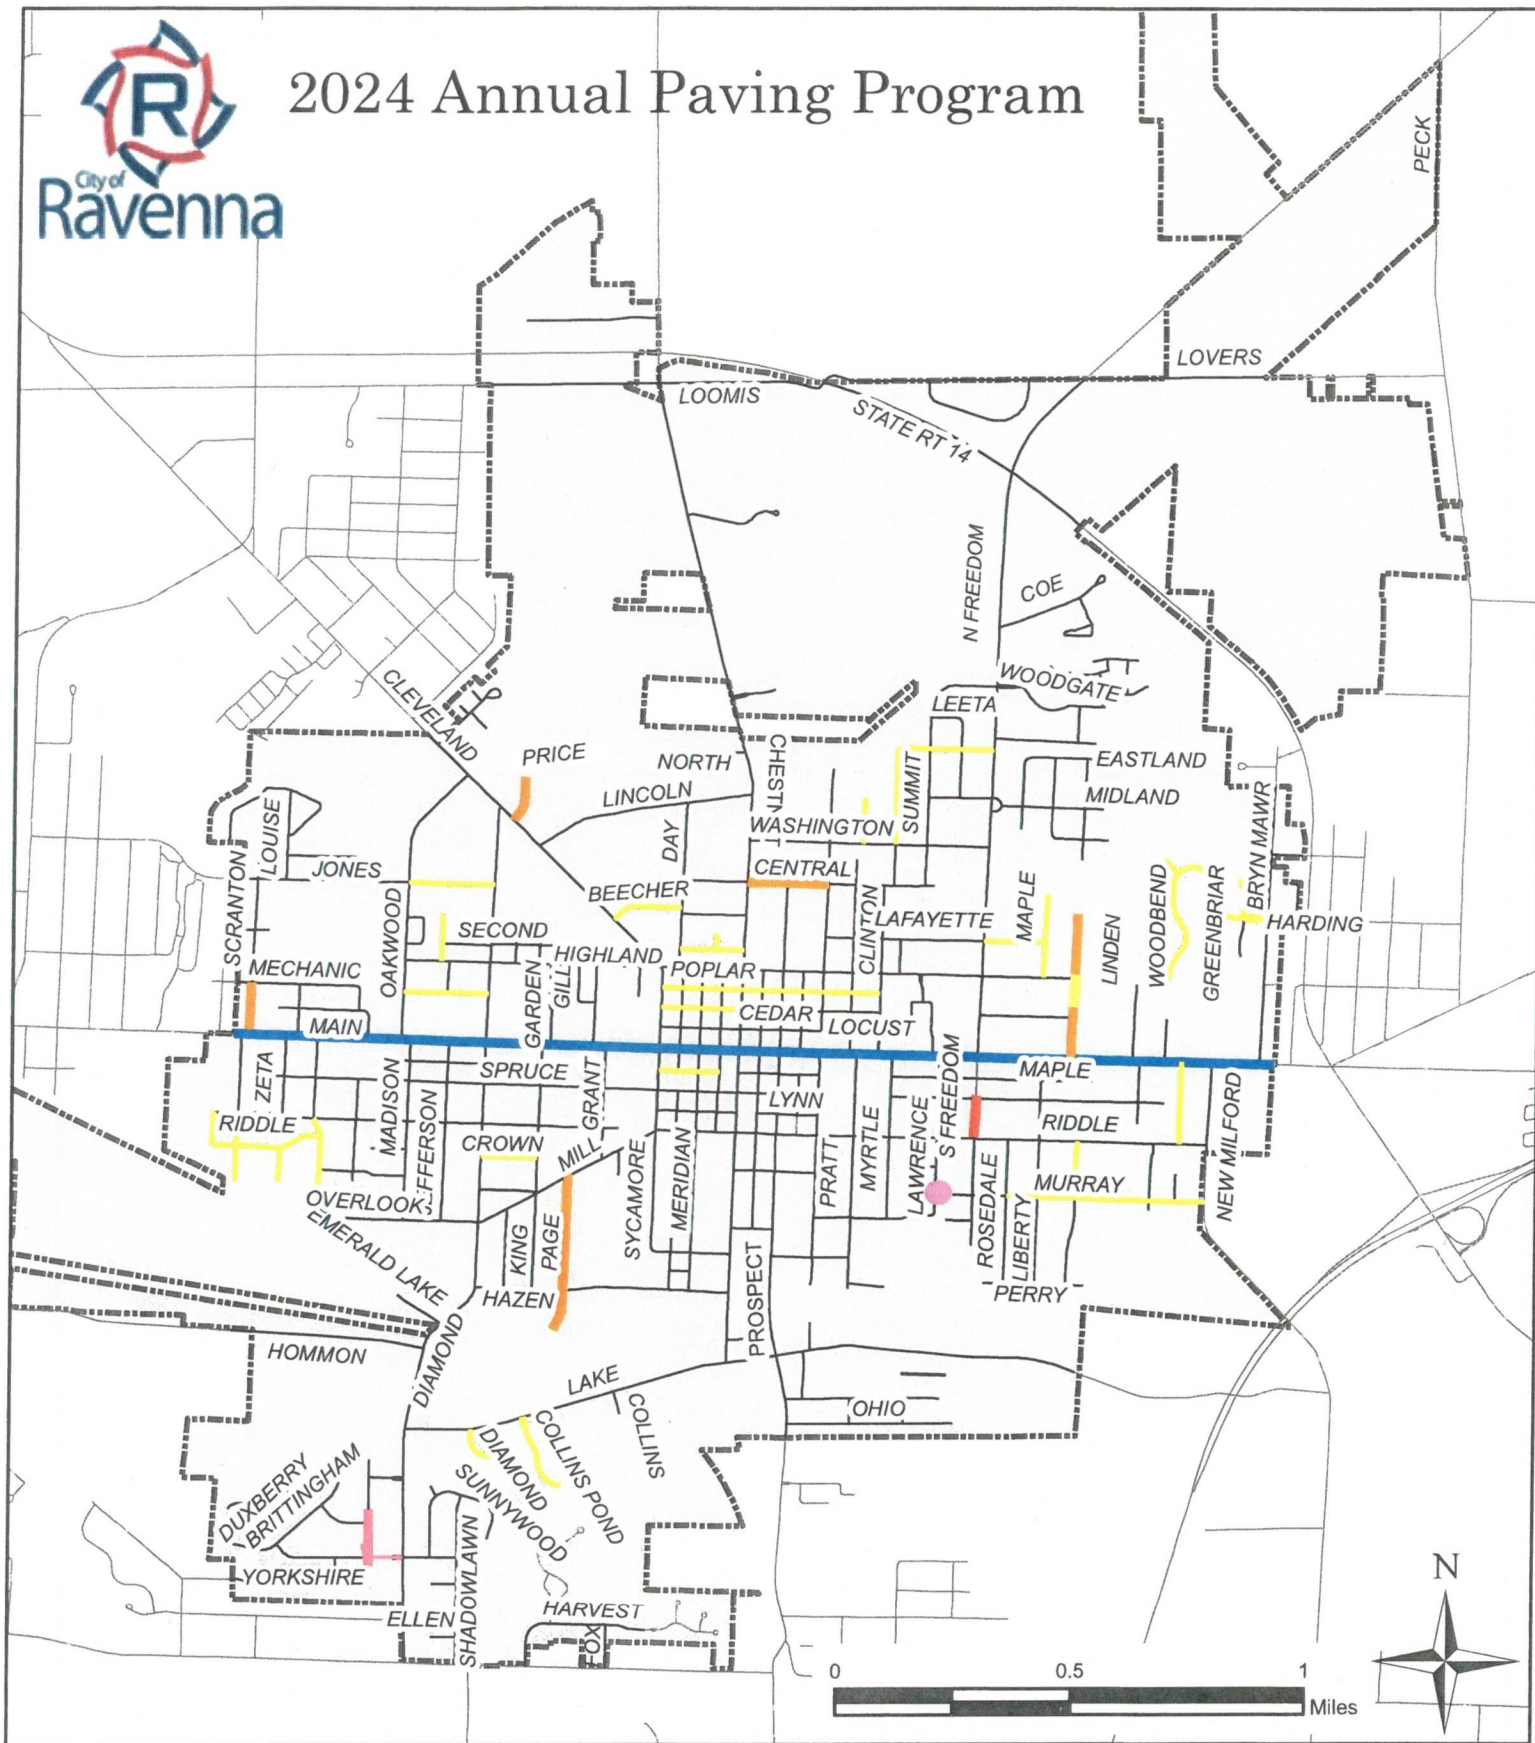 2024 Annual Paving Program
R
City of
Ravenna
PECK
LOVERS
LOOMIS
STATE RT 14
N FREEDOM
COE
WOODGATE
LEETA
CLEVELAND
PRICE
NORTH
CHESTN
SUMMIT
EASTLAND
LINCOLN
MIDLAND
LOUISE
WASHINGTON
BRYN MAWR
DAY
JONES
CENTRAL
BEECHER
SCRANTON
OAKWOOD
CLINTON
MAPLE
WOODBEND
GREENBRIAR
LAFAYETTE
HARDING
SECOND
LINDEN
HIGHLAND
MECHANIC
GARDEN
GILL
POPLAR
CEDAR
MAIN
LOCUST
SPRUCE
MAPLE
ZETA
MADISON
JEFFERSON
GRANT
LYNN
S FREEDOM
RIDDLE
RIDDLE
CROWN
MILL
MYRTLE
LAWRENCE
NEW MILFORD
PRATT
SYCAMORE
MERIDIAN
MURRAY
OVERLOOK
EMERALD LAKE
KING
PAGE
ROSEDALE
LIBERTY
HAZEN
PERRY
PROSPECT
HOMMON
DIAMOND
LAKE
COLLINS
OHIO
COLLINS POND
DIAMOND
SUNNYWOOD
DUXBERRY
BRITTINGHAM
YORKSHIRE
SHADOWLAWN
ELLEN
HARVEST
FOX
N
0 0.5 1
Miles